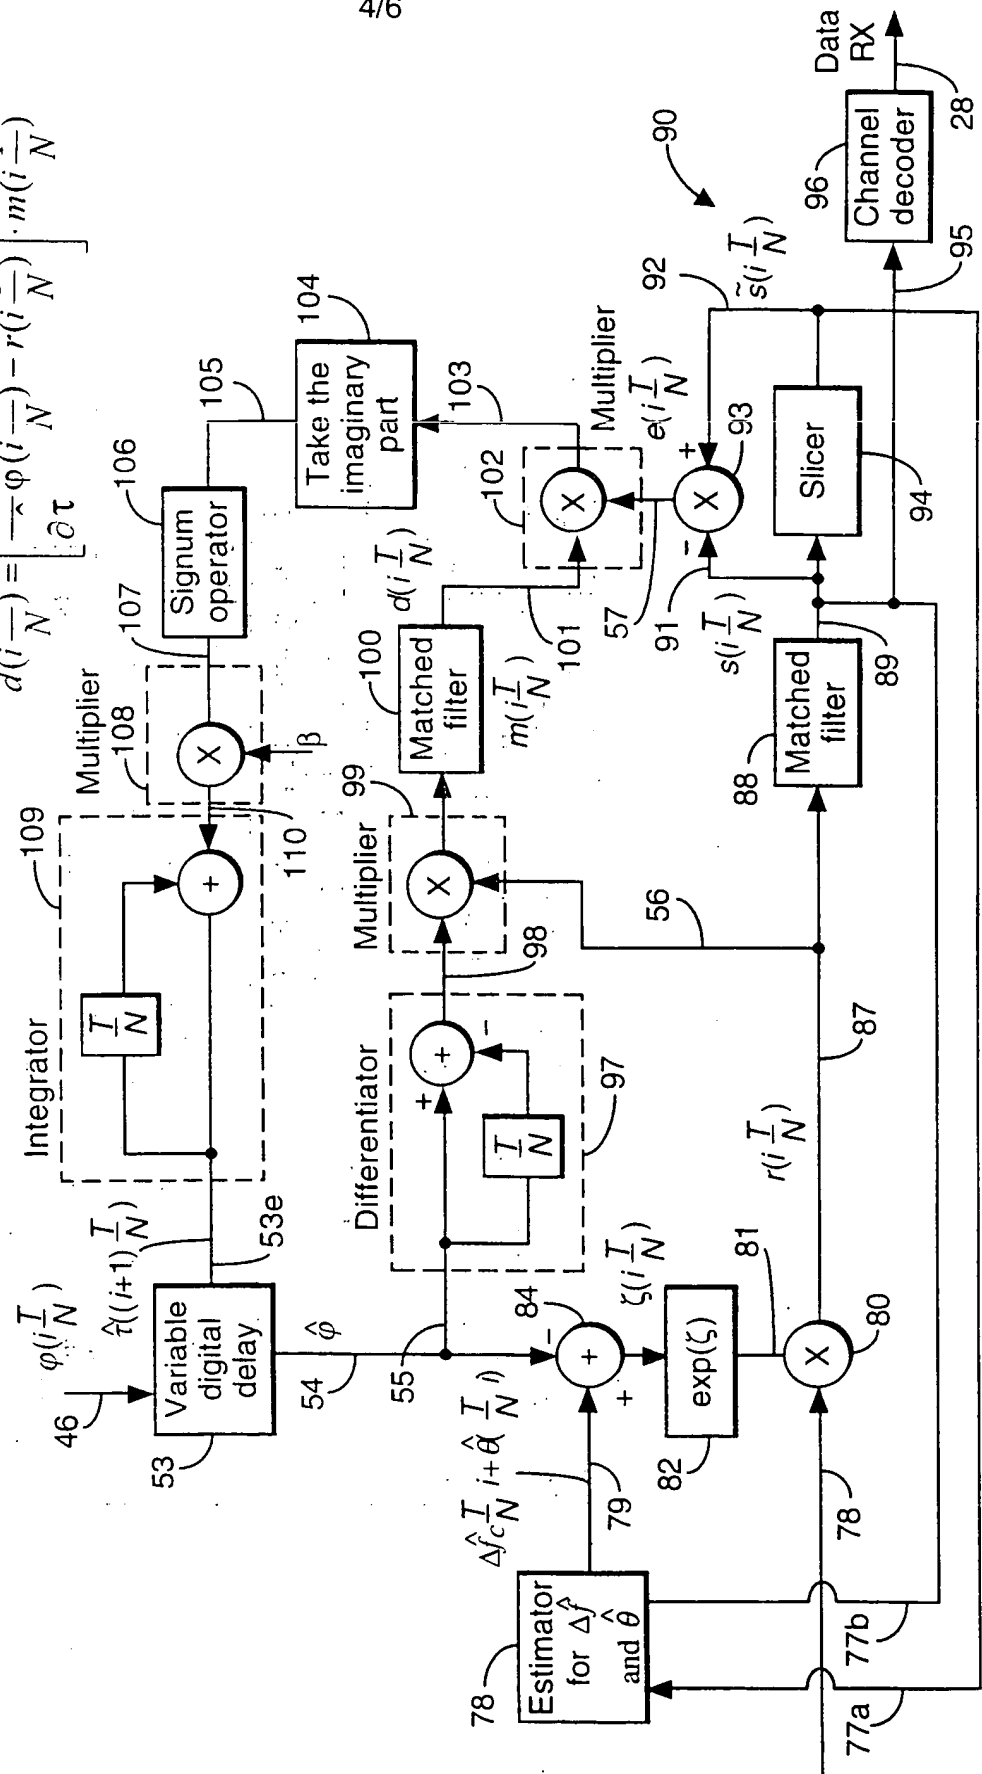 4/6
d(i T/N) = [∂/∂τ φ̂(i T/N) − r(i T/N)] · m(i T/N)
Integrator
109
T/N
+
110
Multiplier
108
X
β
107
Signum
operator
106
105
Take the
imaginary
part
104
103
φ(i T/N)
46
τ̂((i+1) T/N)
53e
Variable
digital
delay
53
54
φ̂
55
Differentiator
97
+
+
−
T/N
98
Multiplier
99
X
Matched
filter
100
m(i T/N)
d(i T/N)
101
102
X
Multiplier
57
e(i T/N)
+
−
X
93
91
92
s̃(i T/N)
90
Estimator
for Δf̂
and θ̂
78
Δf̂c T/N i + θ̂(T/N i)
79
−
+
+
84
ζ(i T/N)
exp(ζ)
82
81
X
80
78
r(i T/N)
87
56
Matched
filter
88
89
s(i T/N)
Slicer
94
Channel
decoder
96
95
Data
RX
28
77a
77b